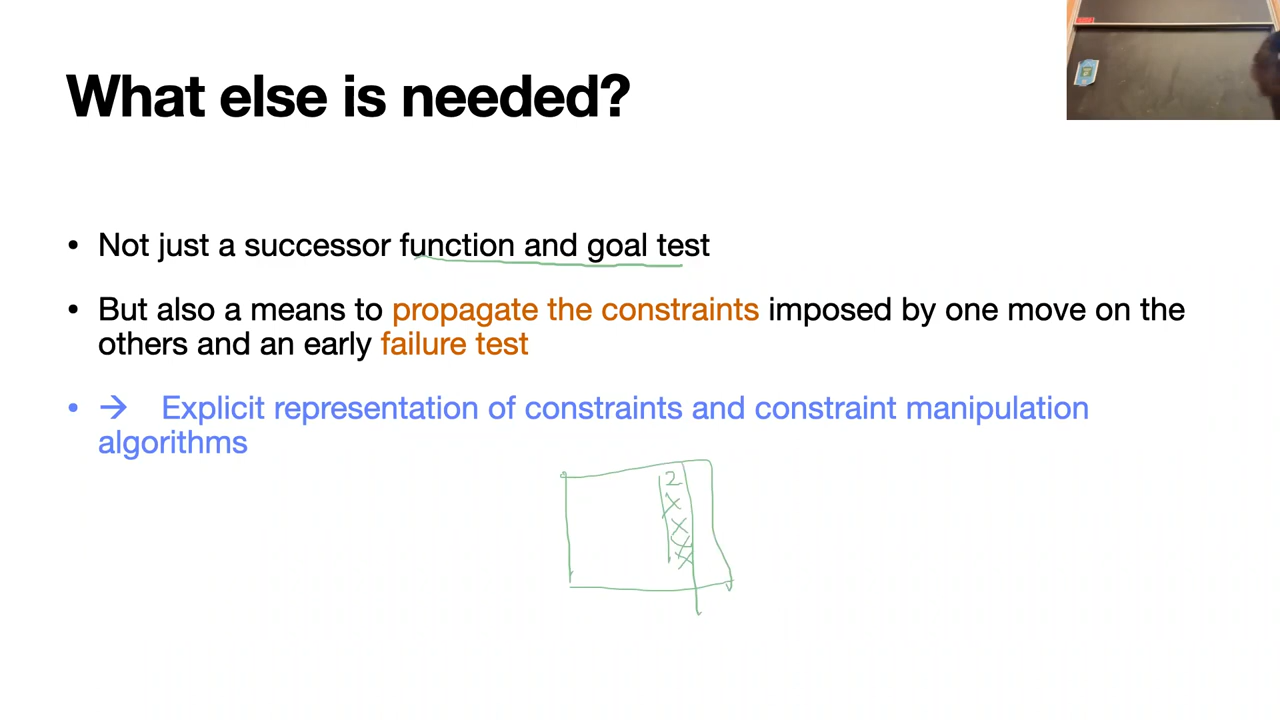 What else is needed?
• Not just a successor function and goal test
• But also a means to propagate the constraints imposed by one move on the
others and an early failure test
• → Explicit representation of constraints and constraint manipulation
algorithms
2
X
X
X
X